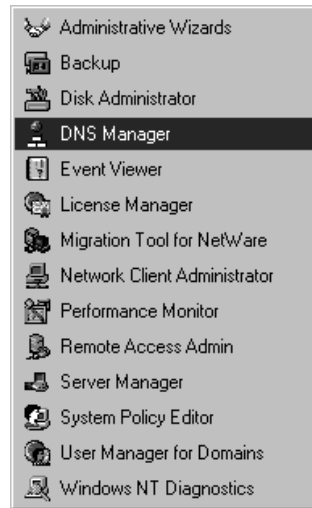 Administrative Wizards
Backup
Disk Administrator
DNS Manager
Event Viewer
License Manager
Migration Tool for NetWare
Network Client Administrator
Performance Monitor
Remote Access Admin
Server Manager
System Policy Editor
User Manager for Domains
Windows NT Diagnostics